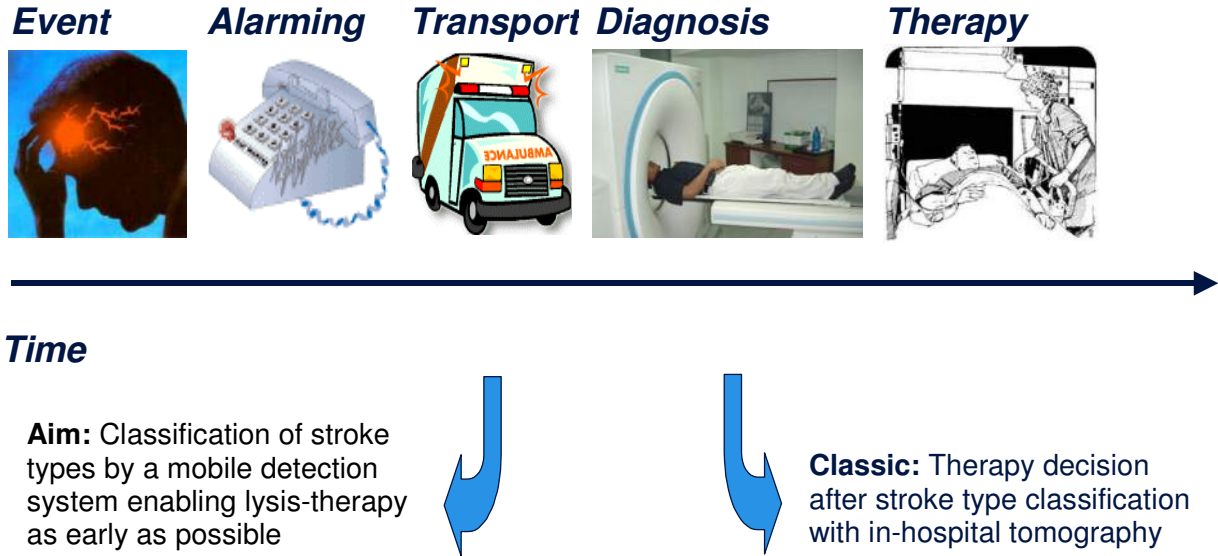 Event Alarming Transport Diagnosis Therapy
AMBULANCE
Time
Aim: Classification of stroke
types by a mobile detection
system enabling lysis-therapy
as early as possible
Classic: Therapy decision
after stroke type classification
with in-hospital tomography